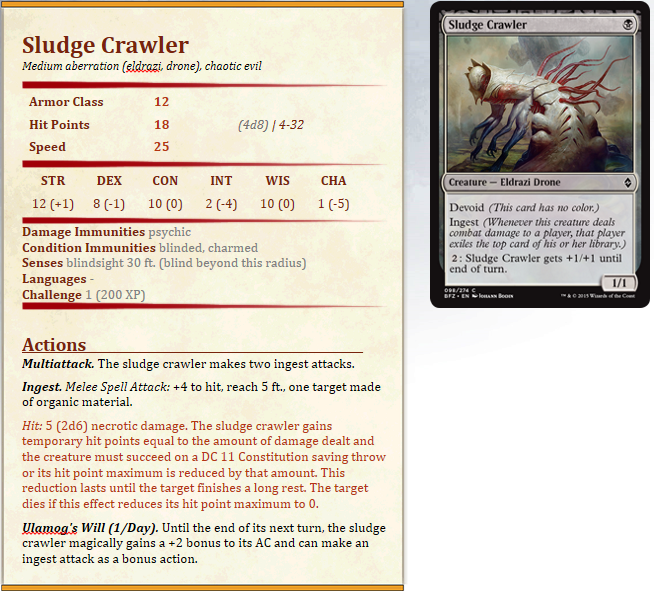 Sludge Crawler
Medium aberration (eldrazi, drone), chaotic evil
Armor Class 12
Hit Points 18 (4d8) | 4-32
Speed 25
STR DEX CON INT WIS CHA
12 (+1) 8 (-1) 10 (0) 2 (-4) 10 (0) 1 (-5)
Damage Immunities psychic
Condition Immunities blinded, charmed
Senses blindsight 30 ft. (blind beyond this radius)
Languages -
Challenge 1 (200 XP)
Actions
Multiattack. The sludge crawler makes two ingest attacks.
Ingest. Melee Spell Attack: +4 to hit, reach 5 ft., one target made
of organic material.
Hit: 5 (2d6) necrotic damage. The sludge crawler gains
temporary hit points equal to the amount of damage dealt and
the creature must succeed on a DC 11 Constitution saving throw
or its hit point maximum is reduced by that amount. This
reduction lasts until the target finishes a long rest. The target
dies if this effect reduces its hit point maximum to 0.
Ulamog's Will (1/Day). Until the end of its next turn, the sludge
crawler magically gains a +2 bonus to its AC and can make an
ingest attack as a bonus action.
Sludge Crawler
Creature — Eldrazi Drone
Devoid (This card has no color.)
Ingest (Whenever this creature deals
combat damage to a player, that player
exiles the top card of his or her library.)
2: Sludge Crawler gets +1/+1 until
end of turn.
1/1
096/274 C
BFZ • EN Johann Bodin
™ & © 2015 Wizards of the Coast